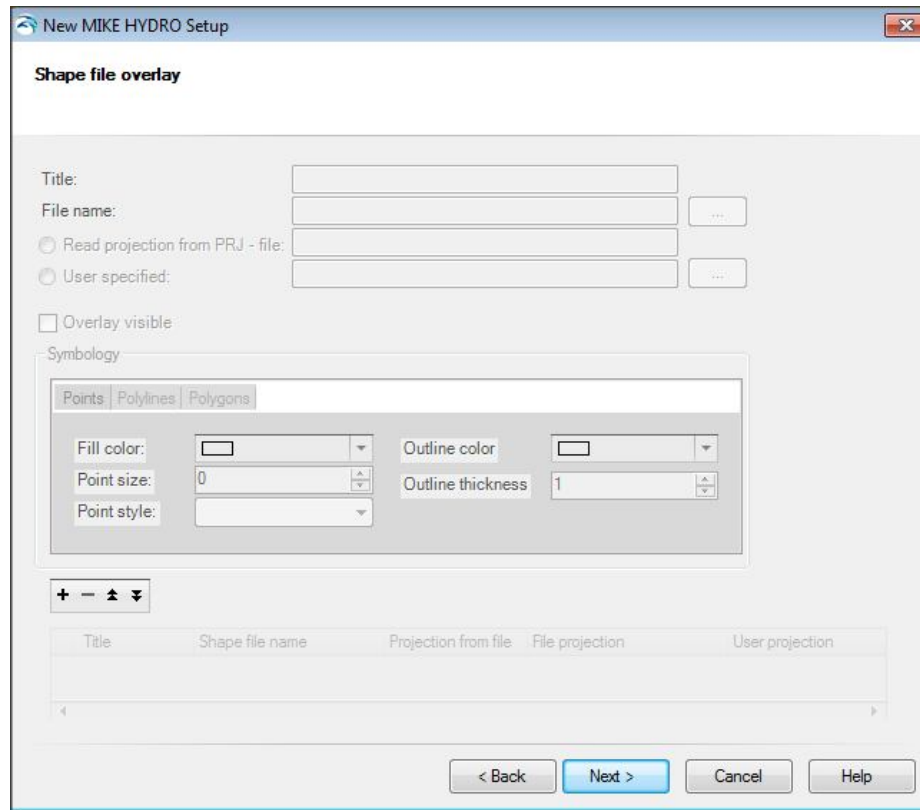 New MIKE HYDRO Setup
Shape file overlay
Title:
File name:
...
Read projection from PRJ - file:
User specified:
...
Overlay visible
Symbology
Points Polylines Polygons
Fill color: Outline color
Point size: 0 Outline thickness 1
Point style:
Title Shape file name Projection from file File projection User projection
< Back Next > Cancel Help